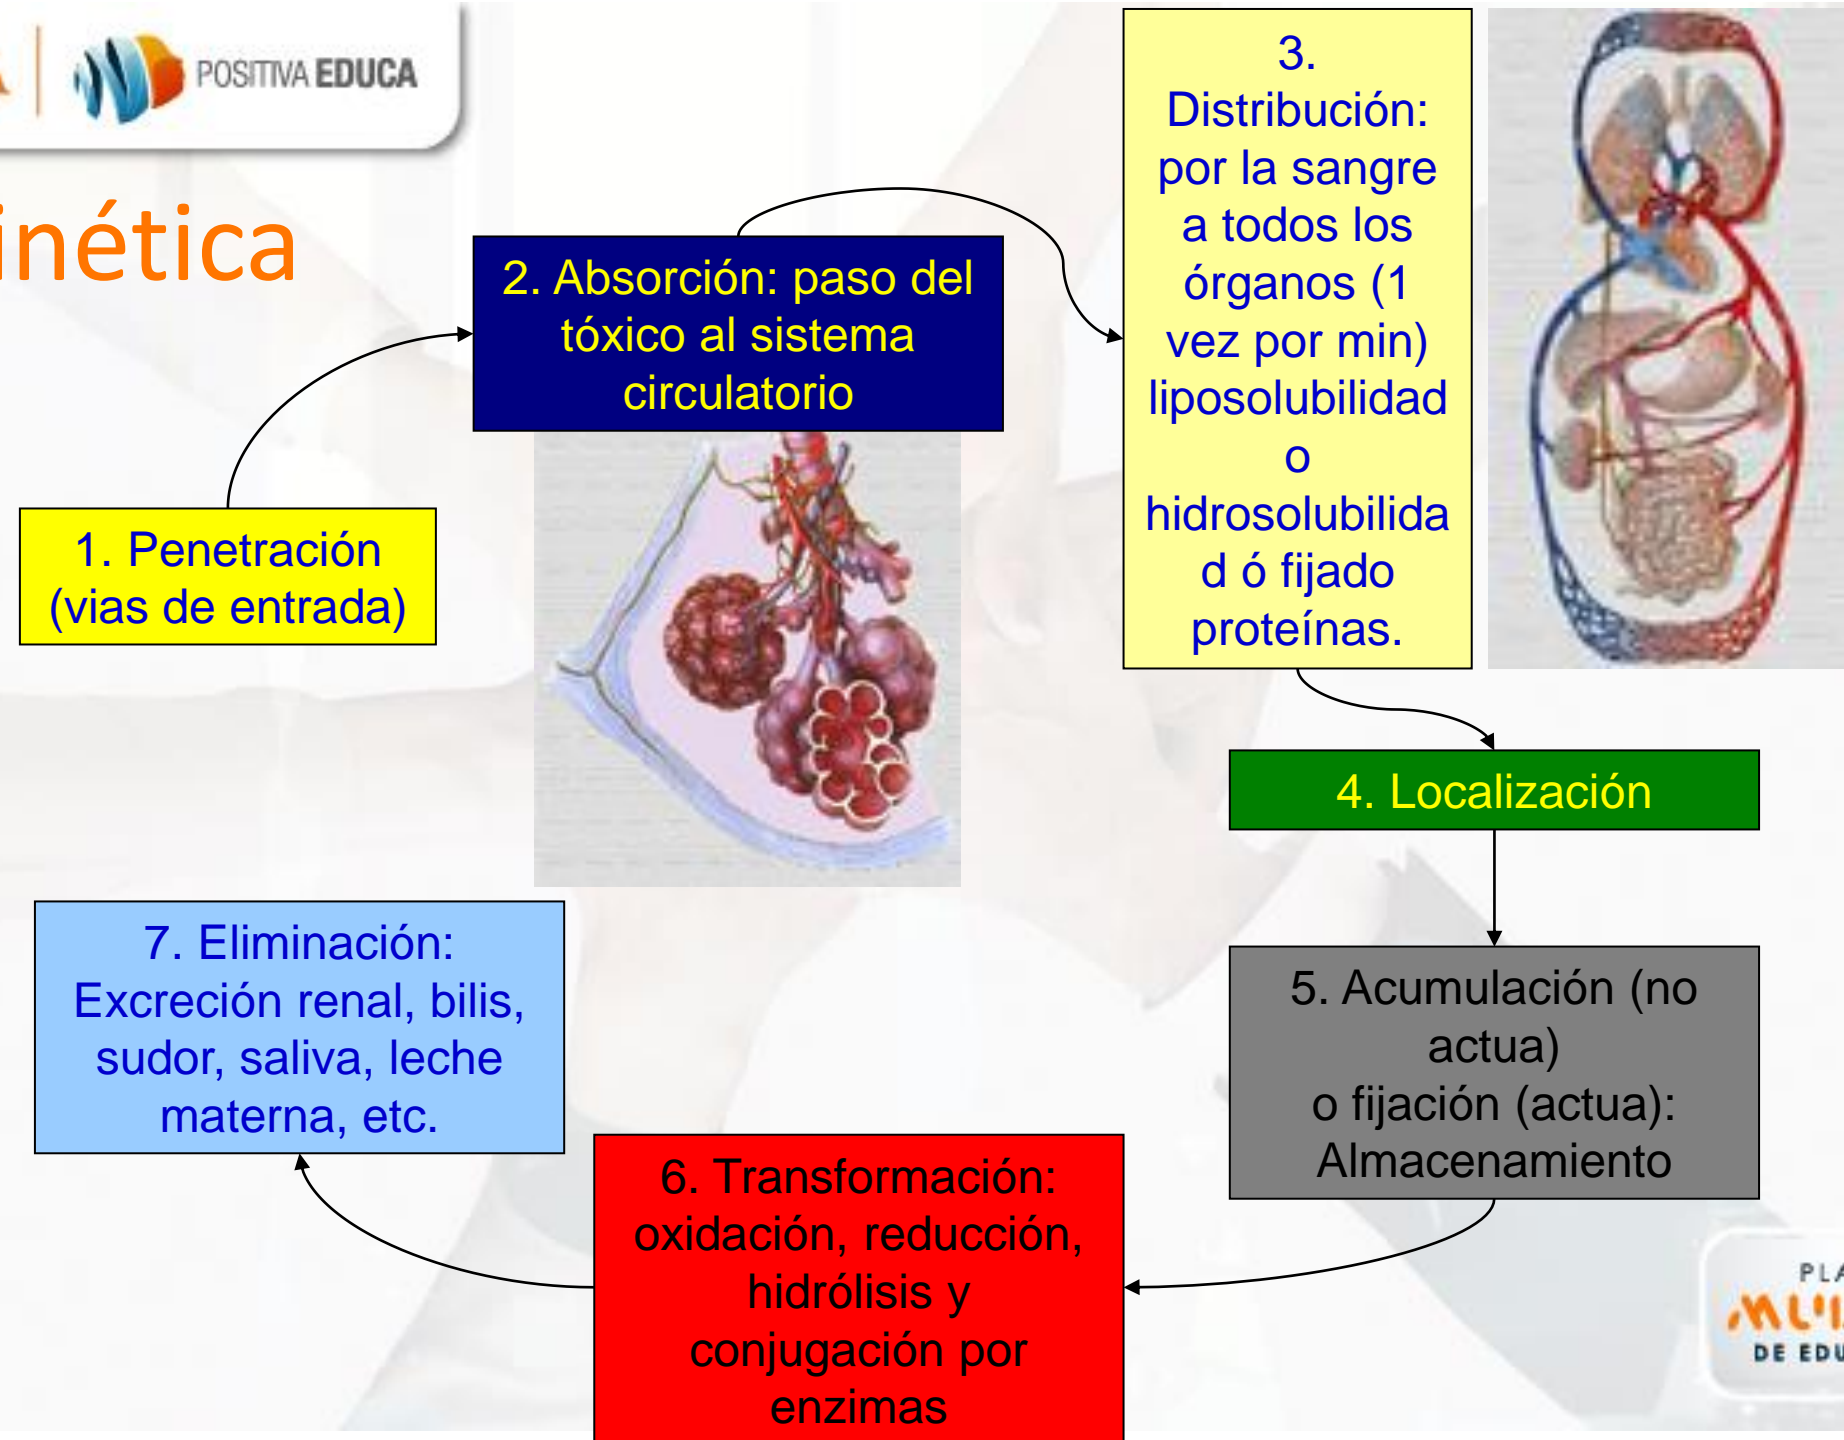 POSITIVA EDUCA
inética
1. Penetración
(vias de entrada)
2. Absorción: paso del
tóxico al sistema
circulatorio
3.
Distribución:
por la sangre
a todos los
órganos (1
vez por min)
liposolubilidad
o
hidrosolubilida
d ó fijado
proteínas.
4. Localización
5. Acumulación (no
actua)
o fijación (actua):
Almacenamiento
6. Transformación:
oxidación, reducción,
hidrólisis y
conjugación por
enzimas
7. Eliminación:
Excreción renal, bilis,
sudor, saliva, leche
materna, etc.
PLA
DE EDU